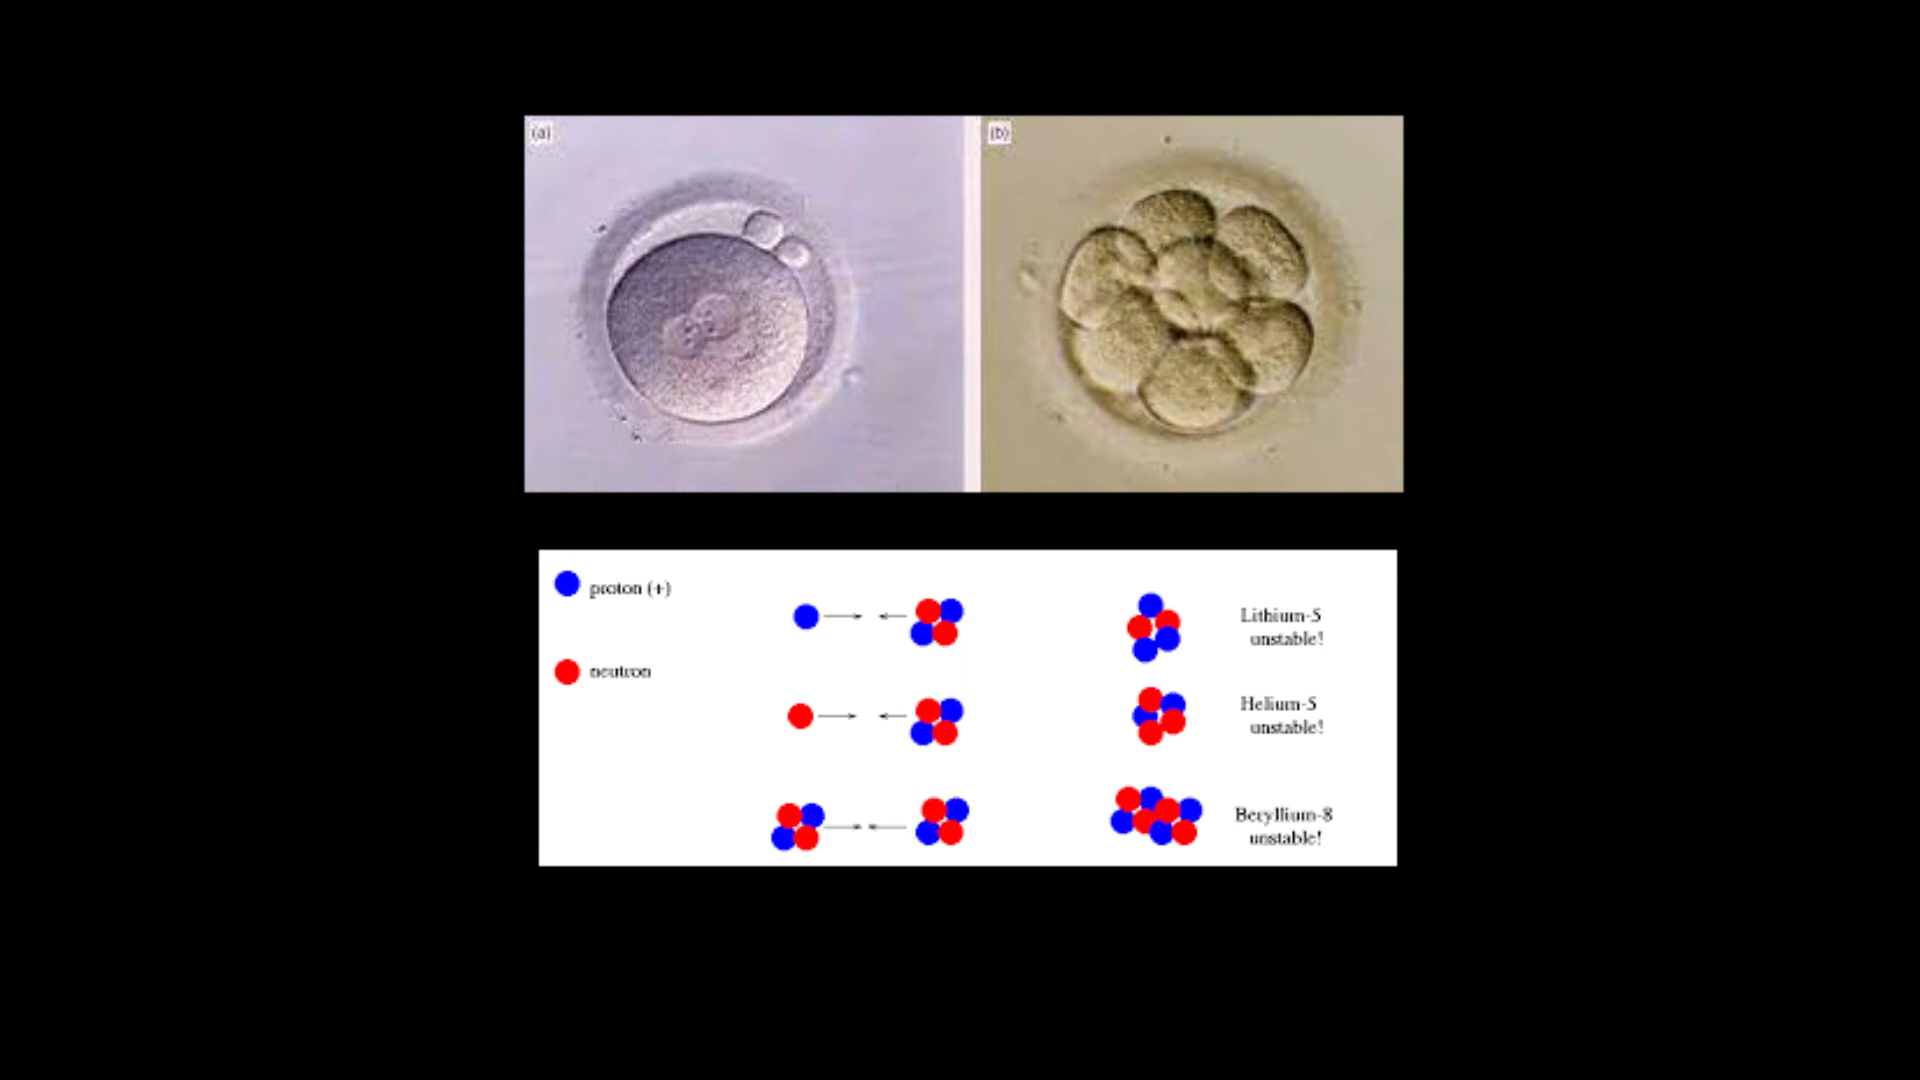 (a)
(b)
proton (+)
neutron
Lithium-5
unstable!
Helium-5
unstable!
Beryllium-8
unstable!